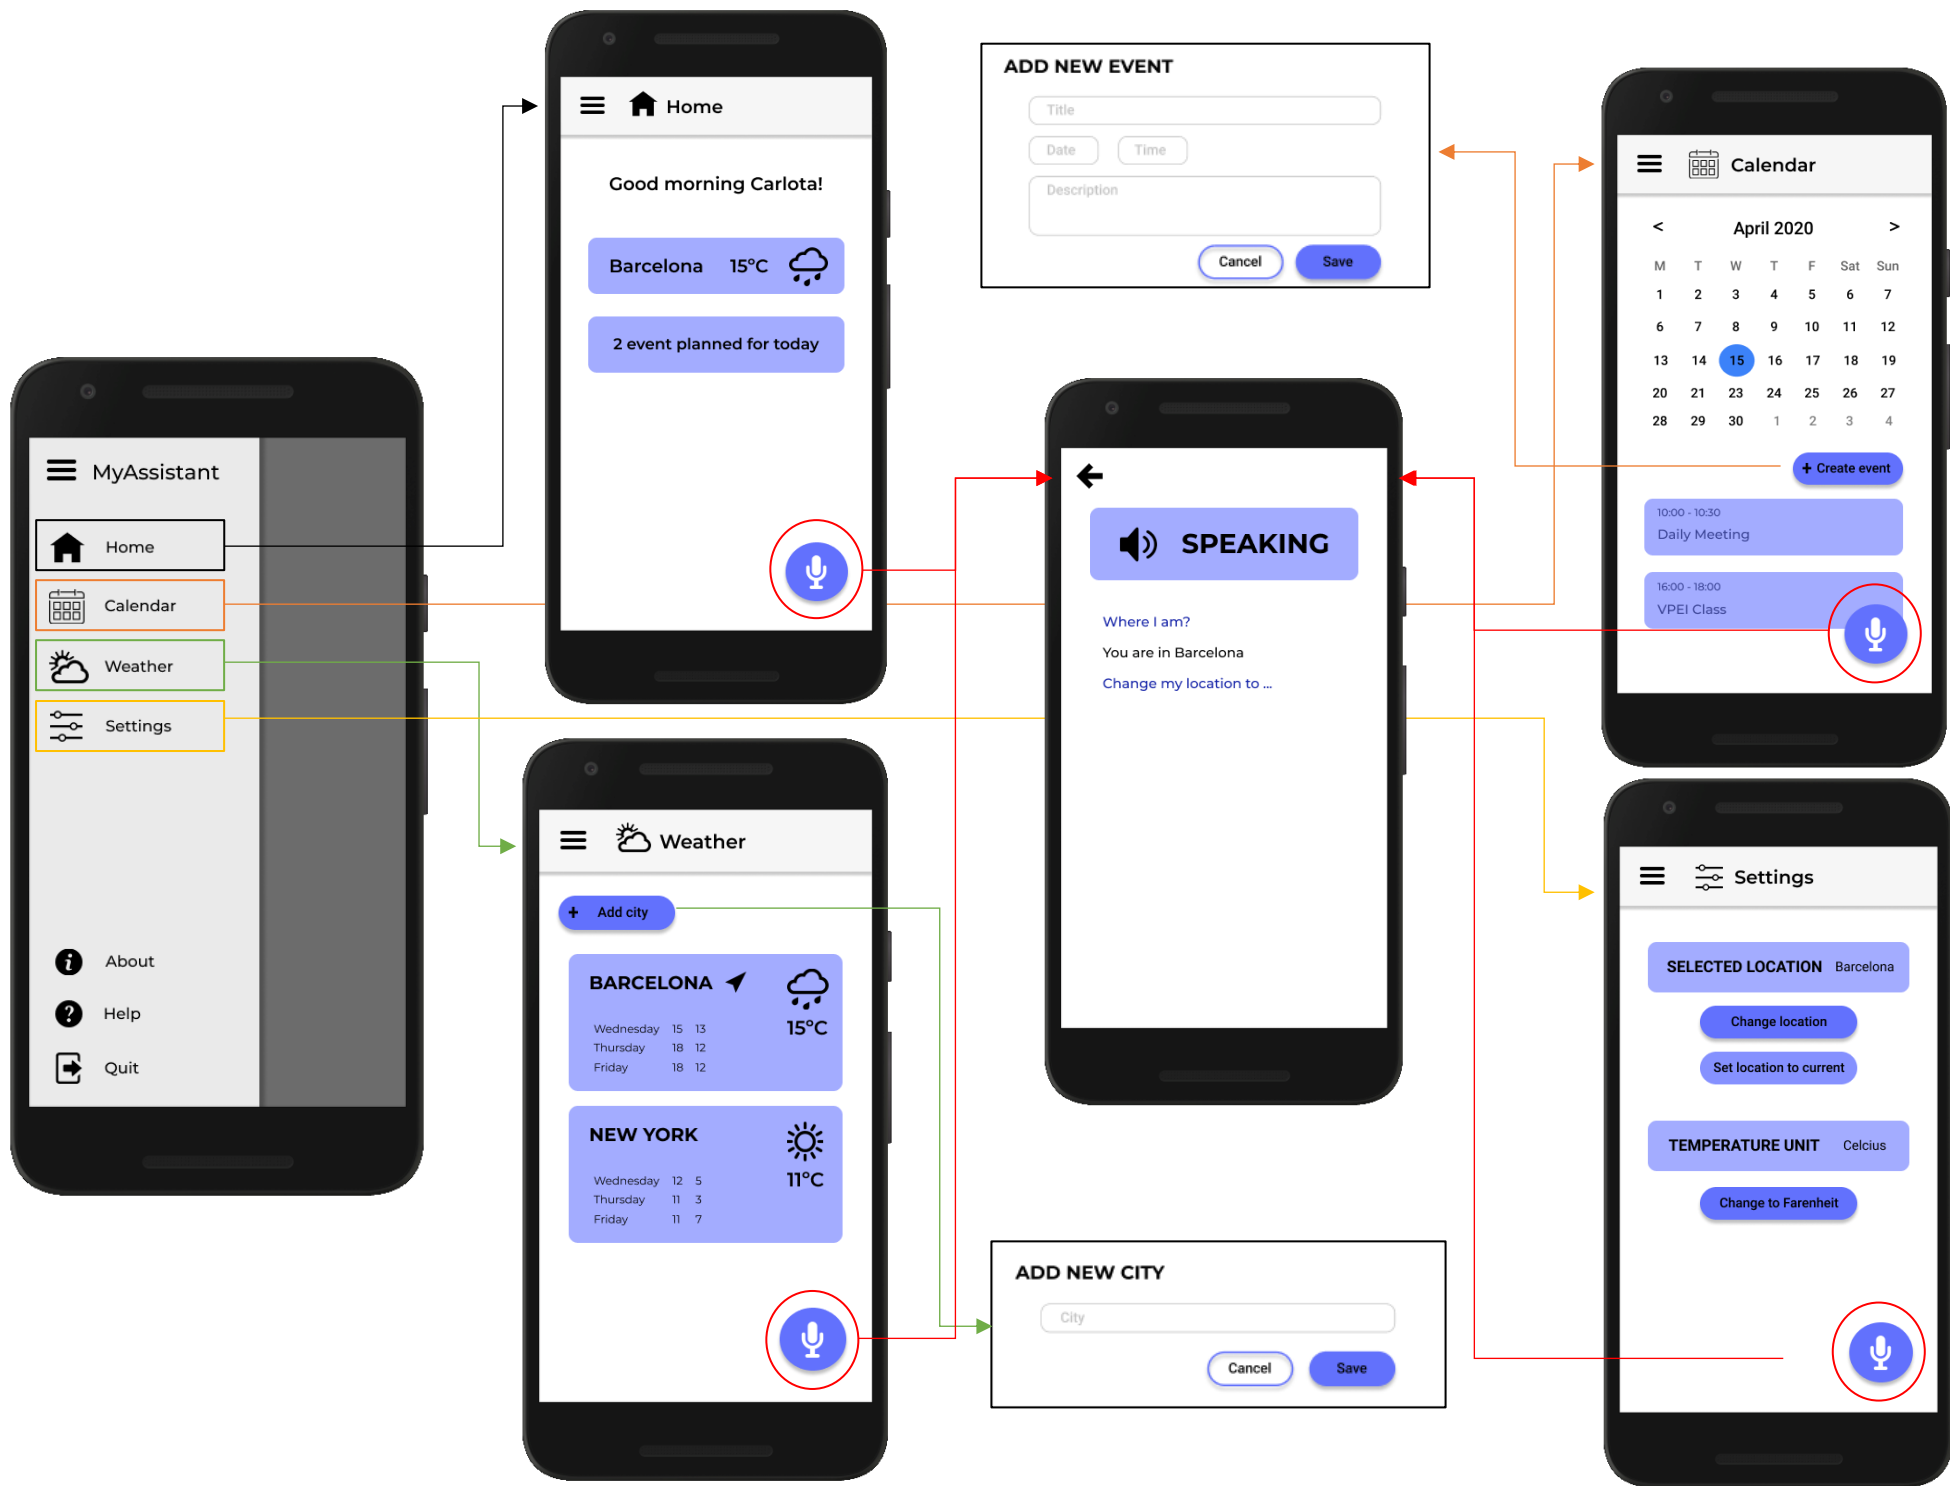 MyAssistant
Home
Calendar
Weather
Settings
About
Help
Quit
Home
Good morning Carlota!
Barcelona 15ºC
2 event planned for today
Weather
+ Add city
BARCELONA
15ºC
Wednesday 15 13
Thursday 18 12
Friday 18 12
NEW YORK
11ºC
Wednesday 12 5
Thursday 11 3
Friday 11 7
ADD NEW EVENT
Title
Date Time
Description
Cancel Save
SPEAKING
Where I am?
You are in Barcelona
Change my location to ...
ADD NEW CITY
City
Cancel Save
Calendar
< April 2020 >
M T W T F Sat Sun
1 2 3 4 5 6 7
6 7 8 9 10 11 12
13 14 15 16 17 18 19
20 21 23 24 25 26 27
28 29 30 1 2 3 4
+ Create event
10:00 - 10:30
Daily Meeting
16:00 - 18:00
VPEI Class
Settings
SELECTED LOCATION Barcelona
Change location
Set location to current
TEMPERATURE UNIT Celcius
Change to Farenheit